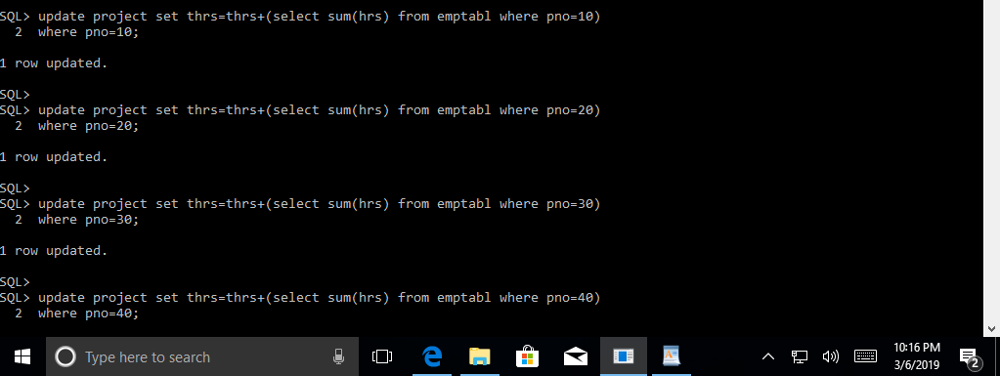 SQL> update project set thrs=thrs+(select sum(hrs) from emptabl where pno=10)
  2  where pno=10;
1 row updated.
SQL>
SQL> update project set thrs=thrs+(select sum(hrs) from emptabl where pno=20)
  2  where pno=20;
1 row updated.
SQL>
SQL> update project set thrs=thrs+(select sum(hrs) from emptabl where pno=30)
  2  where pno=30;
1 row updated.
SQL>
SQL> update project set thrs=thrs+(select sum(hrs) from emptabl where pno=40)
  2  where pno=40;
Type here to search
10:16 PM
3/6/2019
2